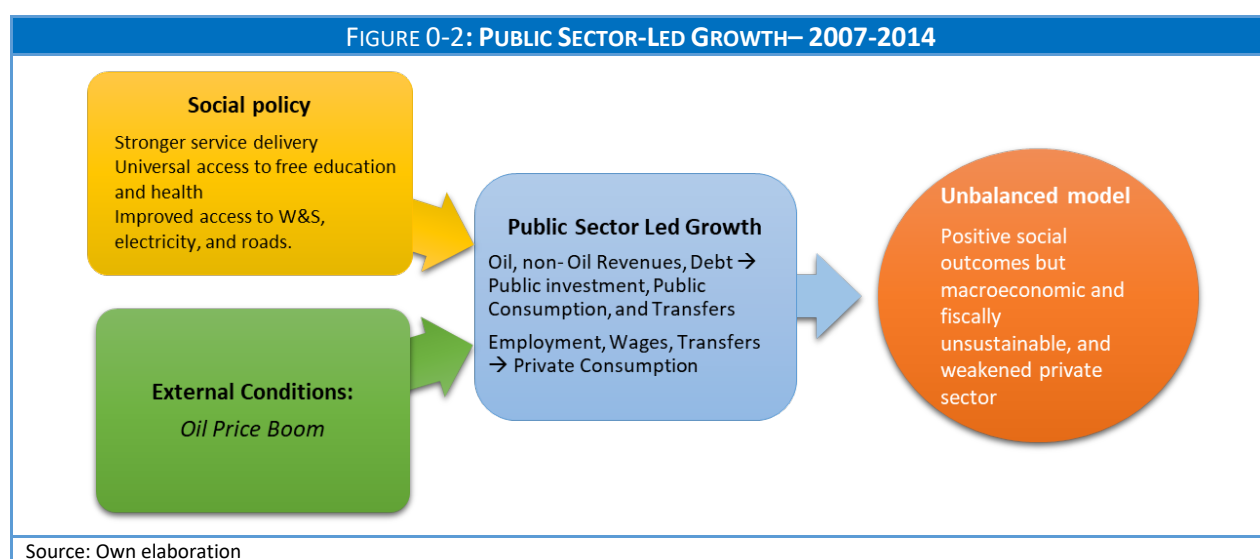 FIGURE 0-2: PUBLIC SECTOR-LED GROWTH– 2007-2014
Social policy
Stronger service delivery
Universal access to free education
and health
Improved access to W&S,
electricity, and roads.
External Conditions:
Oil Price Boom
Public Sector Led Growth
Oil, non- Oil Revenues, Debt →
Public investment, Public
Consumption, and Transfers
Employment, Wages, Transfers
→ Private Consumption
Unbalanced model
Positive social
outcomes but
macroeconomic and
fiscally
unsustainable, and
weakened private
sector
Source: Own elaboration